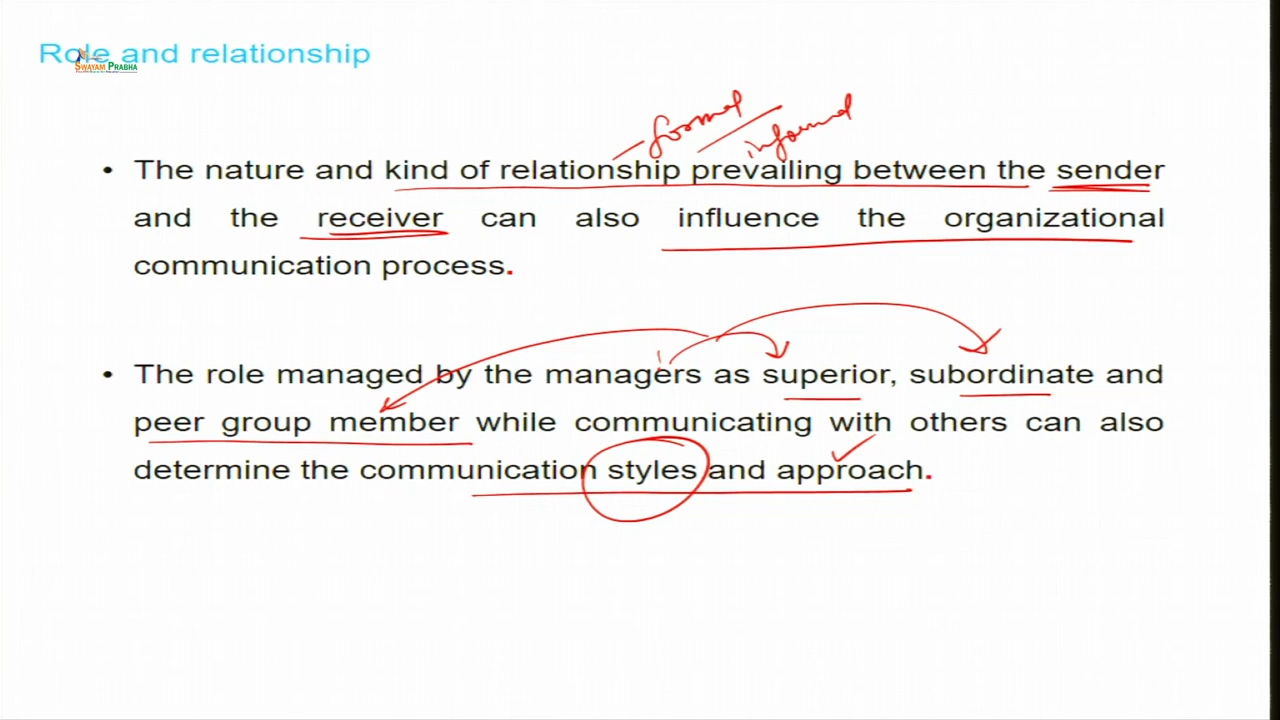 Role and relationship
SWAYAM PRABHA
formal
informal
• The nature and kind of relationship prevailing between the sender
and the receiver can also influence the organizational
communication process.
• The role managed by the managers as superior, subordinate and
peer group member while communicating with others can also
determine the communication styles and approach.